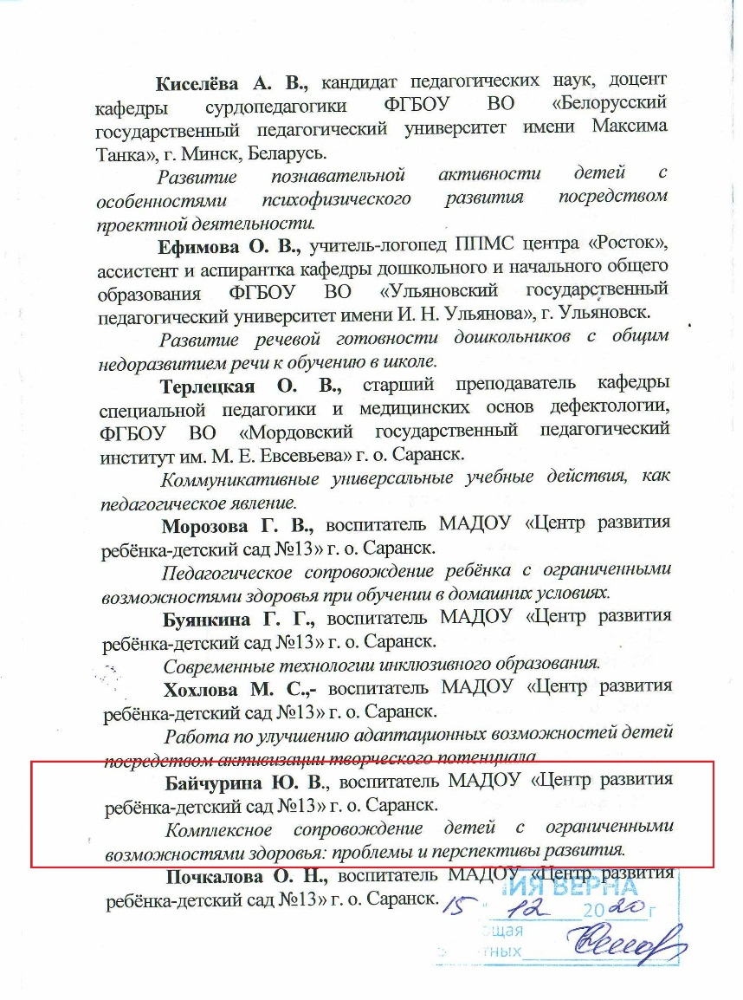 Киселёва А. В., кандидат педагогических наук, доцент
кафедры сурдопедагогики ФГБОУ ВО «Белорусский
государственный педагогический университет имени Максима
Танка», г. Минск, Беларусь.
Развитие познавательной активности детей с
особенностями психофизического развития посредством
проектной деятельности.
Ефимова О. В., учитель-логопед ППМС центра «Росток»,
ассистент и аспирантка кафедры дошкольного и начального общего
образования ФГБОУ ВО «Ульяновский государственный
педагогический университет имени И. Н. Ульянова», г. Ульяновск.
Развитие речевой готовности дошкольников с общим
недоразвитием речи к обучению в школе.
Терлецкая О. В., старший преподаватель кафедры
специальной педагогики и медицинских основ дефектологии,
ФГБОУ ВО «Мордовский государственный педагогический
институт им. М. Е. Евсевьева» г. о. Саранск.
Коммуникативные универсальные учебные действия, как
педагогическое явление.
Морозова Г. В., воспитатель МАДОУ «Центр развития
ребёнка-детский сад №13» г. о. Саранск.
Педагогическое сопровождение ребёнка с ограниченными
возможностями здоровья при обучении в домашних условиях.
Буянкина Г. Г., воспитатель МАДОУ «Центр развития
ребёнка-детский сад №13» г. о. Саранск.
Современные технологии инклюзивного образования.
Хохлова М. С.,- воспитатель МАДОУ «Центр развития
ребёнка-детский сад №13» г. о. Саранск.
Работа по улучшению адаптационных возможностей детей
посредством активизации творческого потенциала
Байчурина Ю. В., воспитатель МАДОУ «Центр развития
ребёнка-детский сад №13» г. о. Саранск.
Комплексное сопровождение детей с ограниченными
возможностями здоровья: проблемы и перспективы развития.
Почкалова О. Н., воспитатель МАДОУ «Центр развития
ребёнка-детский сад №13» г. о. Саранск.
ВЕРНА
15 " 12 2020 г